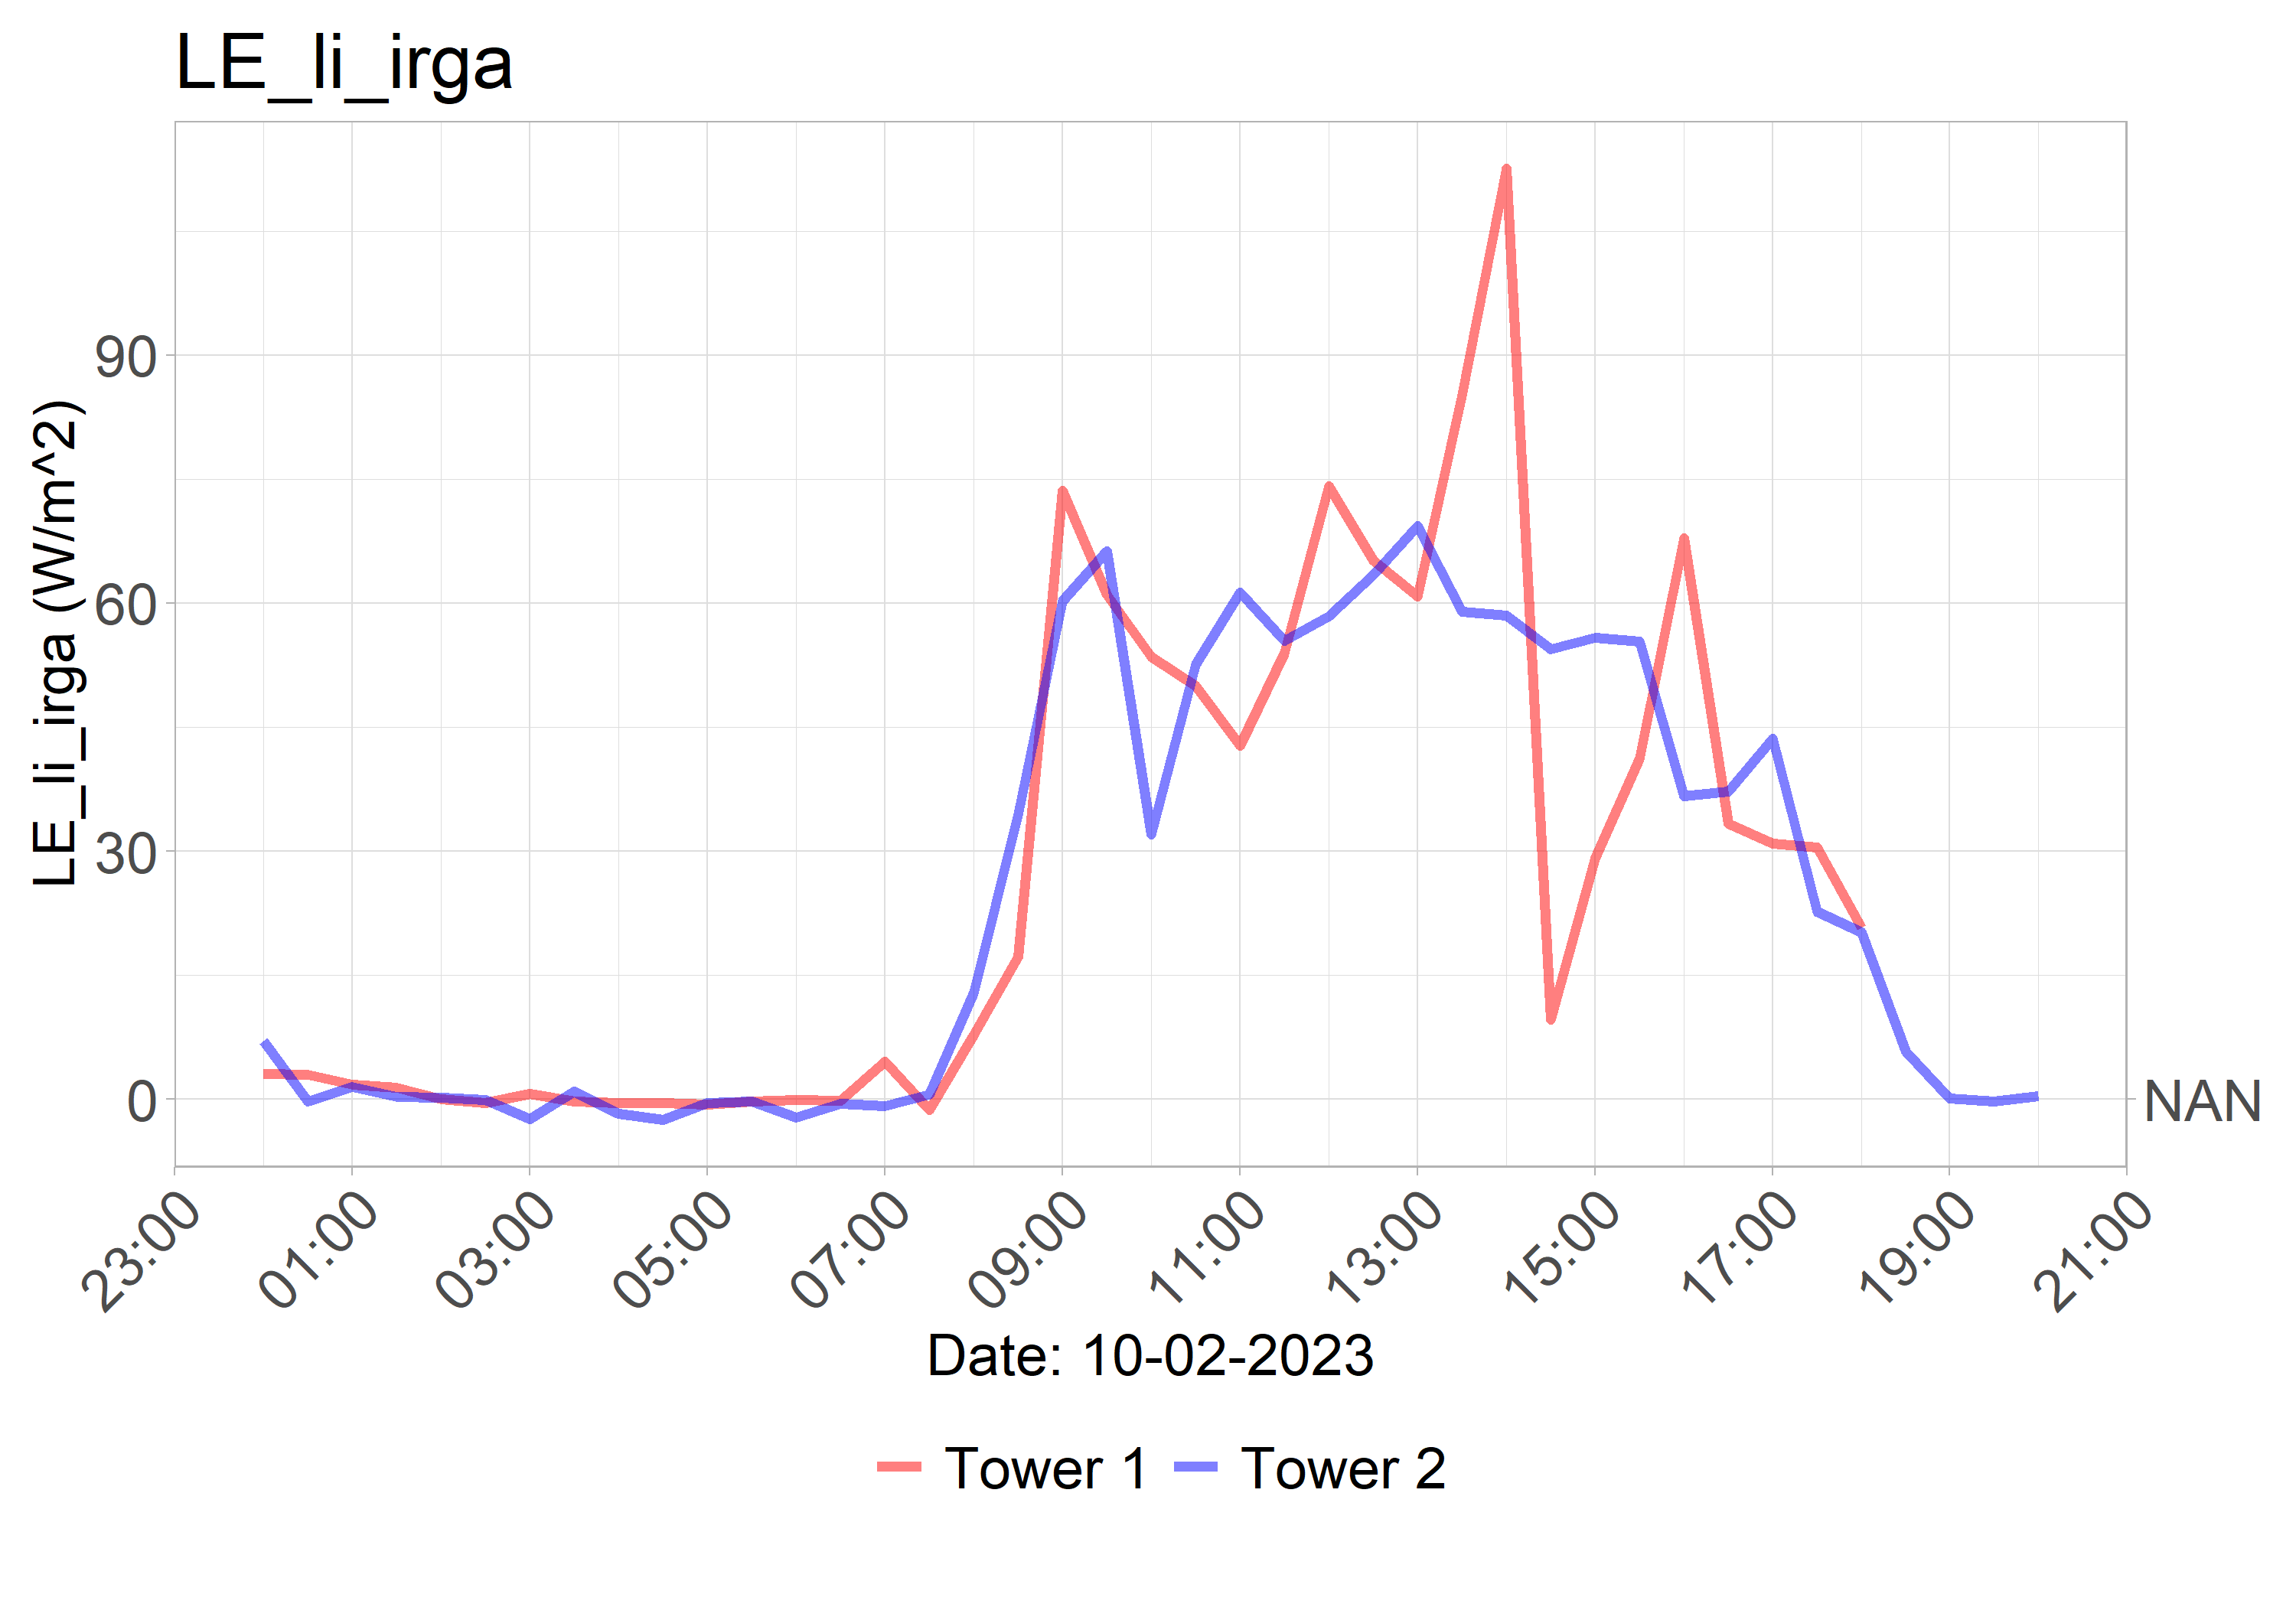 LE_li_irga
LE_li_irga (W/m^2)
90
60
30
0
NAN
23:00 01:00 03:00 05:00 07:00 09:00 11:00 13:00 15:00 17:00 19:00 21:00
Date: 10-02-2023
Tower 1 Tower 2